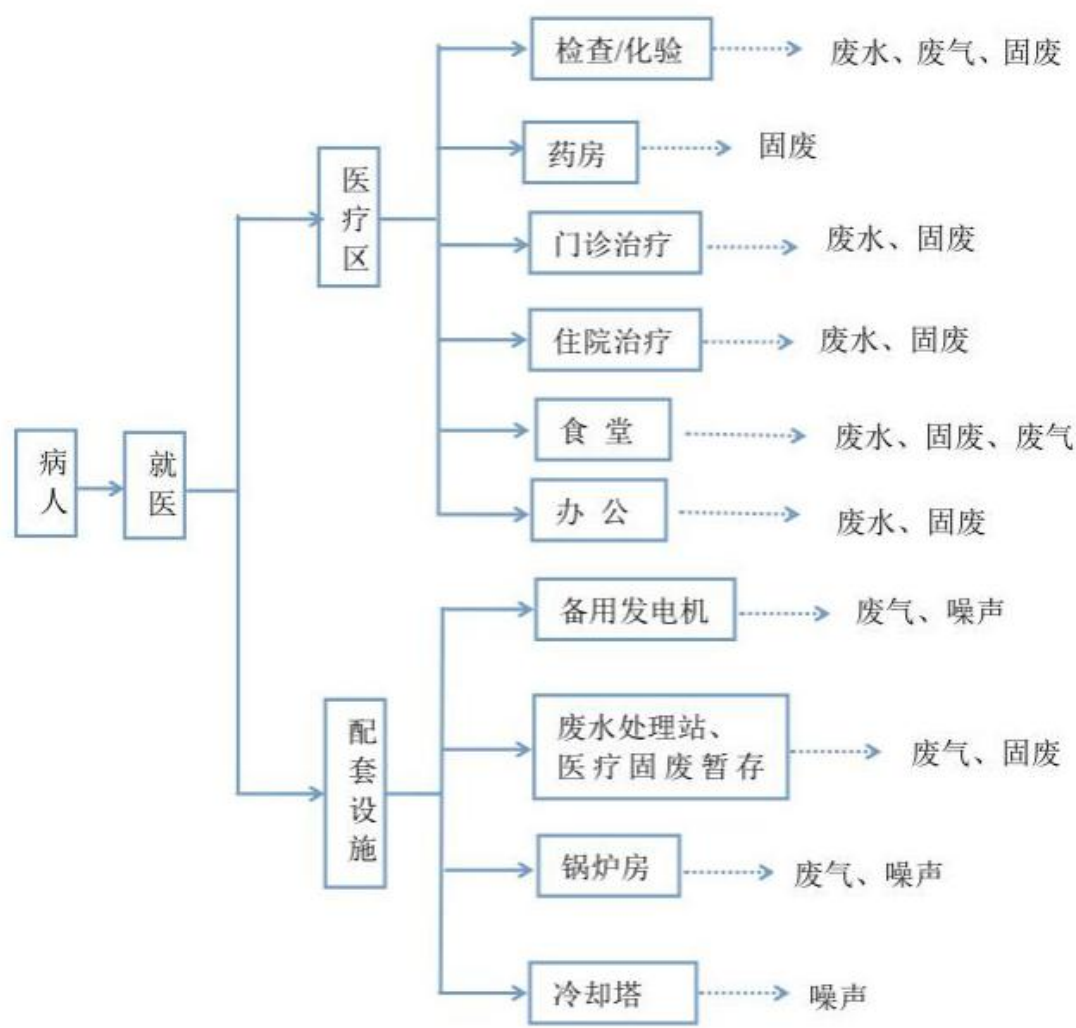 检查/化验
废水、废气、固废
药房
固废
医疗区
门诊治疗
废水、固废
住院治疗
废水、固废
食 堂
废水、固废、废气
病人
就医
办 公
废水、固废
备用发电机
废气、噪声
配套设施
废水处理站、
医疗固废暂存
废气、固废
锅炉房
废气、噪声
冷却塔
噪声